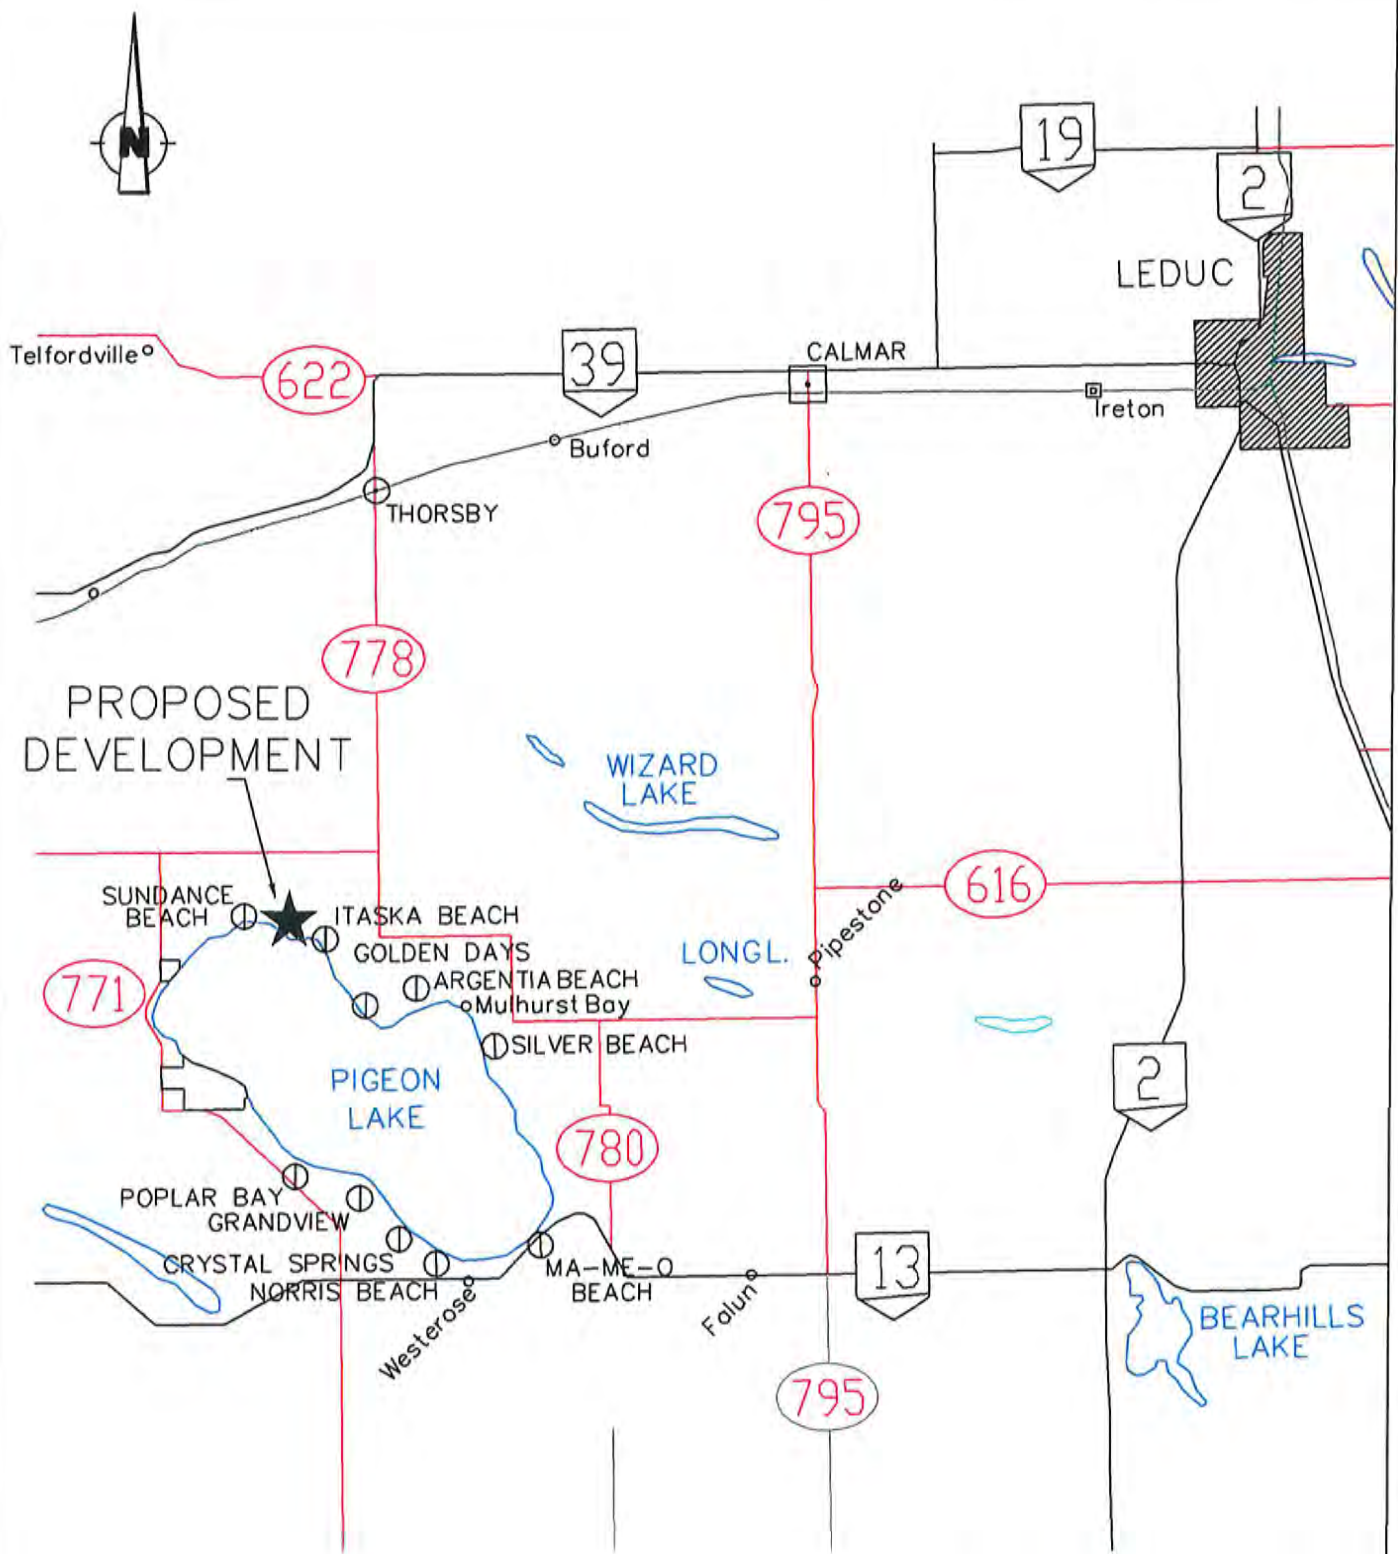 N
19
2
LEDUC
Telfordville
622
39
CALMAR
Treton
Buford
THORSBY
795
778
PROPOSED
DEVELOPMENT
WIZARD
LAKE
616
SUNDANCE
BEACH
ITASKA BEACH
GOLDEN DAYS
LONG L.
Pipestone
771
ARGENTIA BEACH
Mulhurst Bay
SILVER BEACH
PIGEON
LAKE
2
780
POPLAR BAY
GRANDVIEW
CRYSTAL SPRINGS
NORRIS BEACH
MA-ME-O
BEACH
13
Westerose
Falun
BEARHILLS
LAKE
795